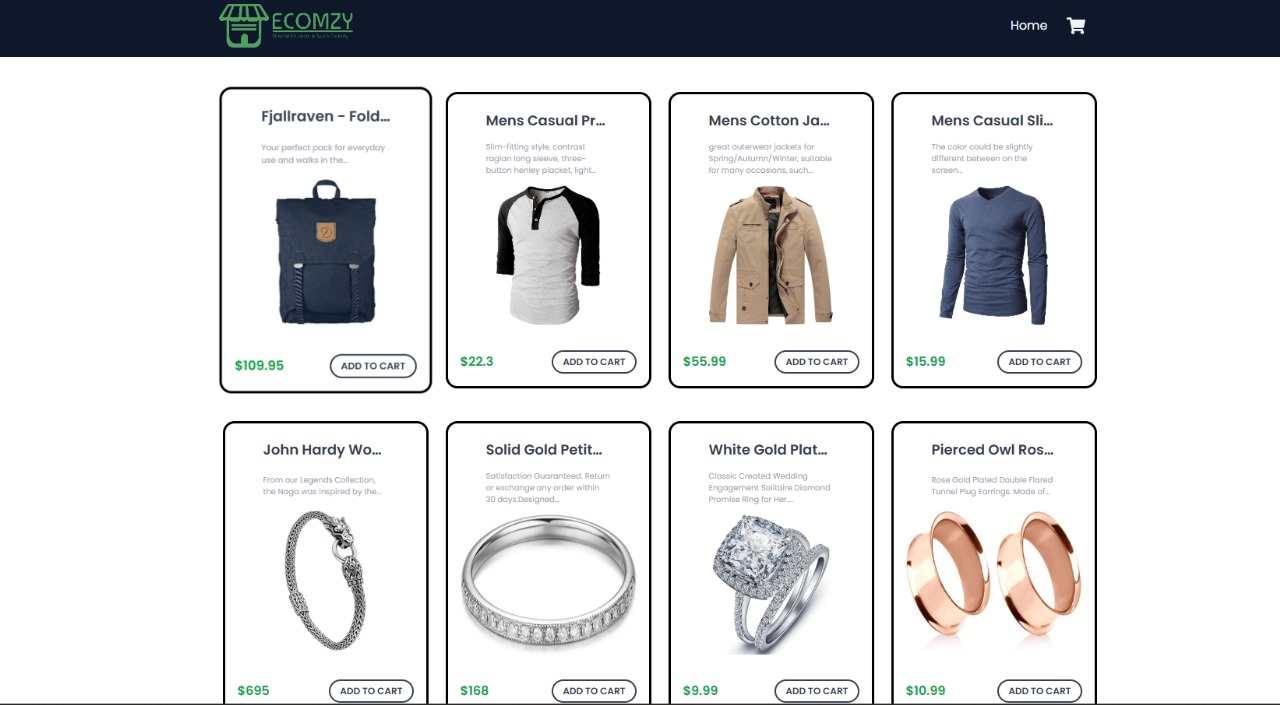 ECOMZY
Home
Fjallraven - Fold...
Your perfect pack for everyday
use and walks in the...
$109.95
ADD TO CART
Mens Casual Pr...
Slim-fitting style, contrast
raglan long sleeve, three-
button henley placket, light...
$22.3
ADD TO CART
Mens Cotton Ja...
great outerwear jackets for
Spring/Autumn/Winter, suitable
for many occasions, such...
$55.99
ADD TO CART
Mens Casual Sli...
The color could be slightly
different between on the
screen...
$15.99
ADD TO CART
John Hardy Wo...
From our Legends Collection,
the Naga was inspired by the...
$695
ADD TO CART
Solid Gold Petit...
Satisfaction Guaranteed. Return
or exchange any order within
30 days.Designed...
$168
ADD TO CART
White Gold Plat...
Classic Created Wedding
Engagement Solitaire Diamond
Promise Ring for Her...
$9.99
ADD TO CART
Pierced Owl Ros...
Rose Gold Plated Double Flared
Tunnel Plug Earrings. Made of...
$10.99
ADD TO CART